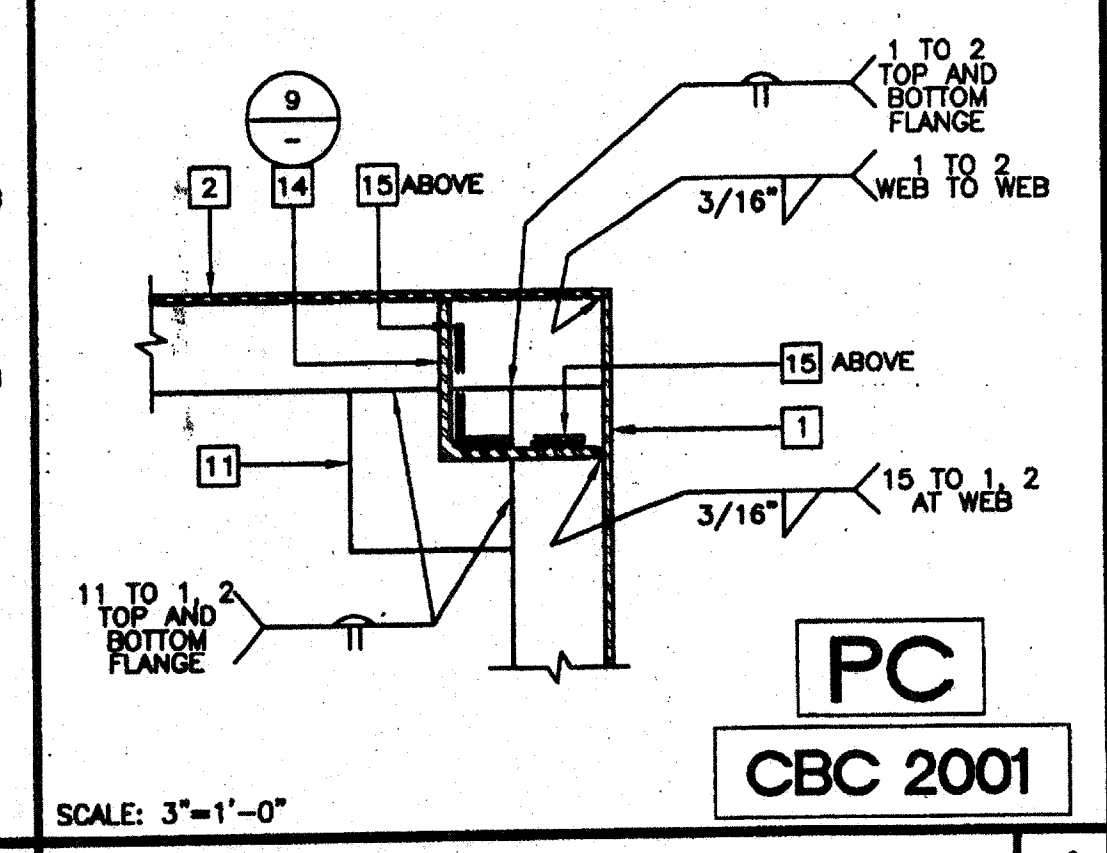 1 TO 2
TOP AND
BOTTOM
FLANGE
9
-
2
14
15 ABOVE
1 TO 2
WEB TO WEB
3/16"
15 ABOVE
1
11
15 TO 1, 2
AT WEB
3/16"
11 TO 1, 2
TOP AND
BOTTOM
FLANGE
PC
CBC 2001
SCALE: 3"=1'-0"